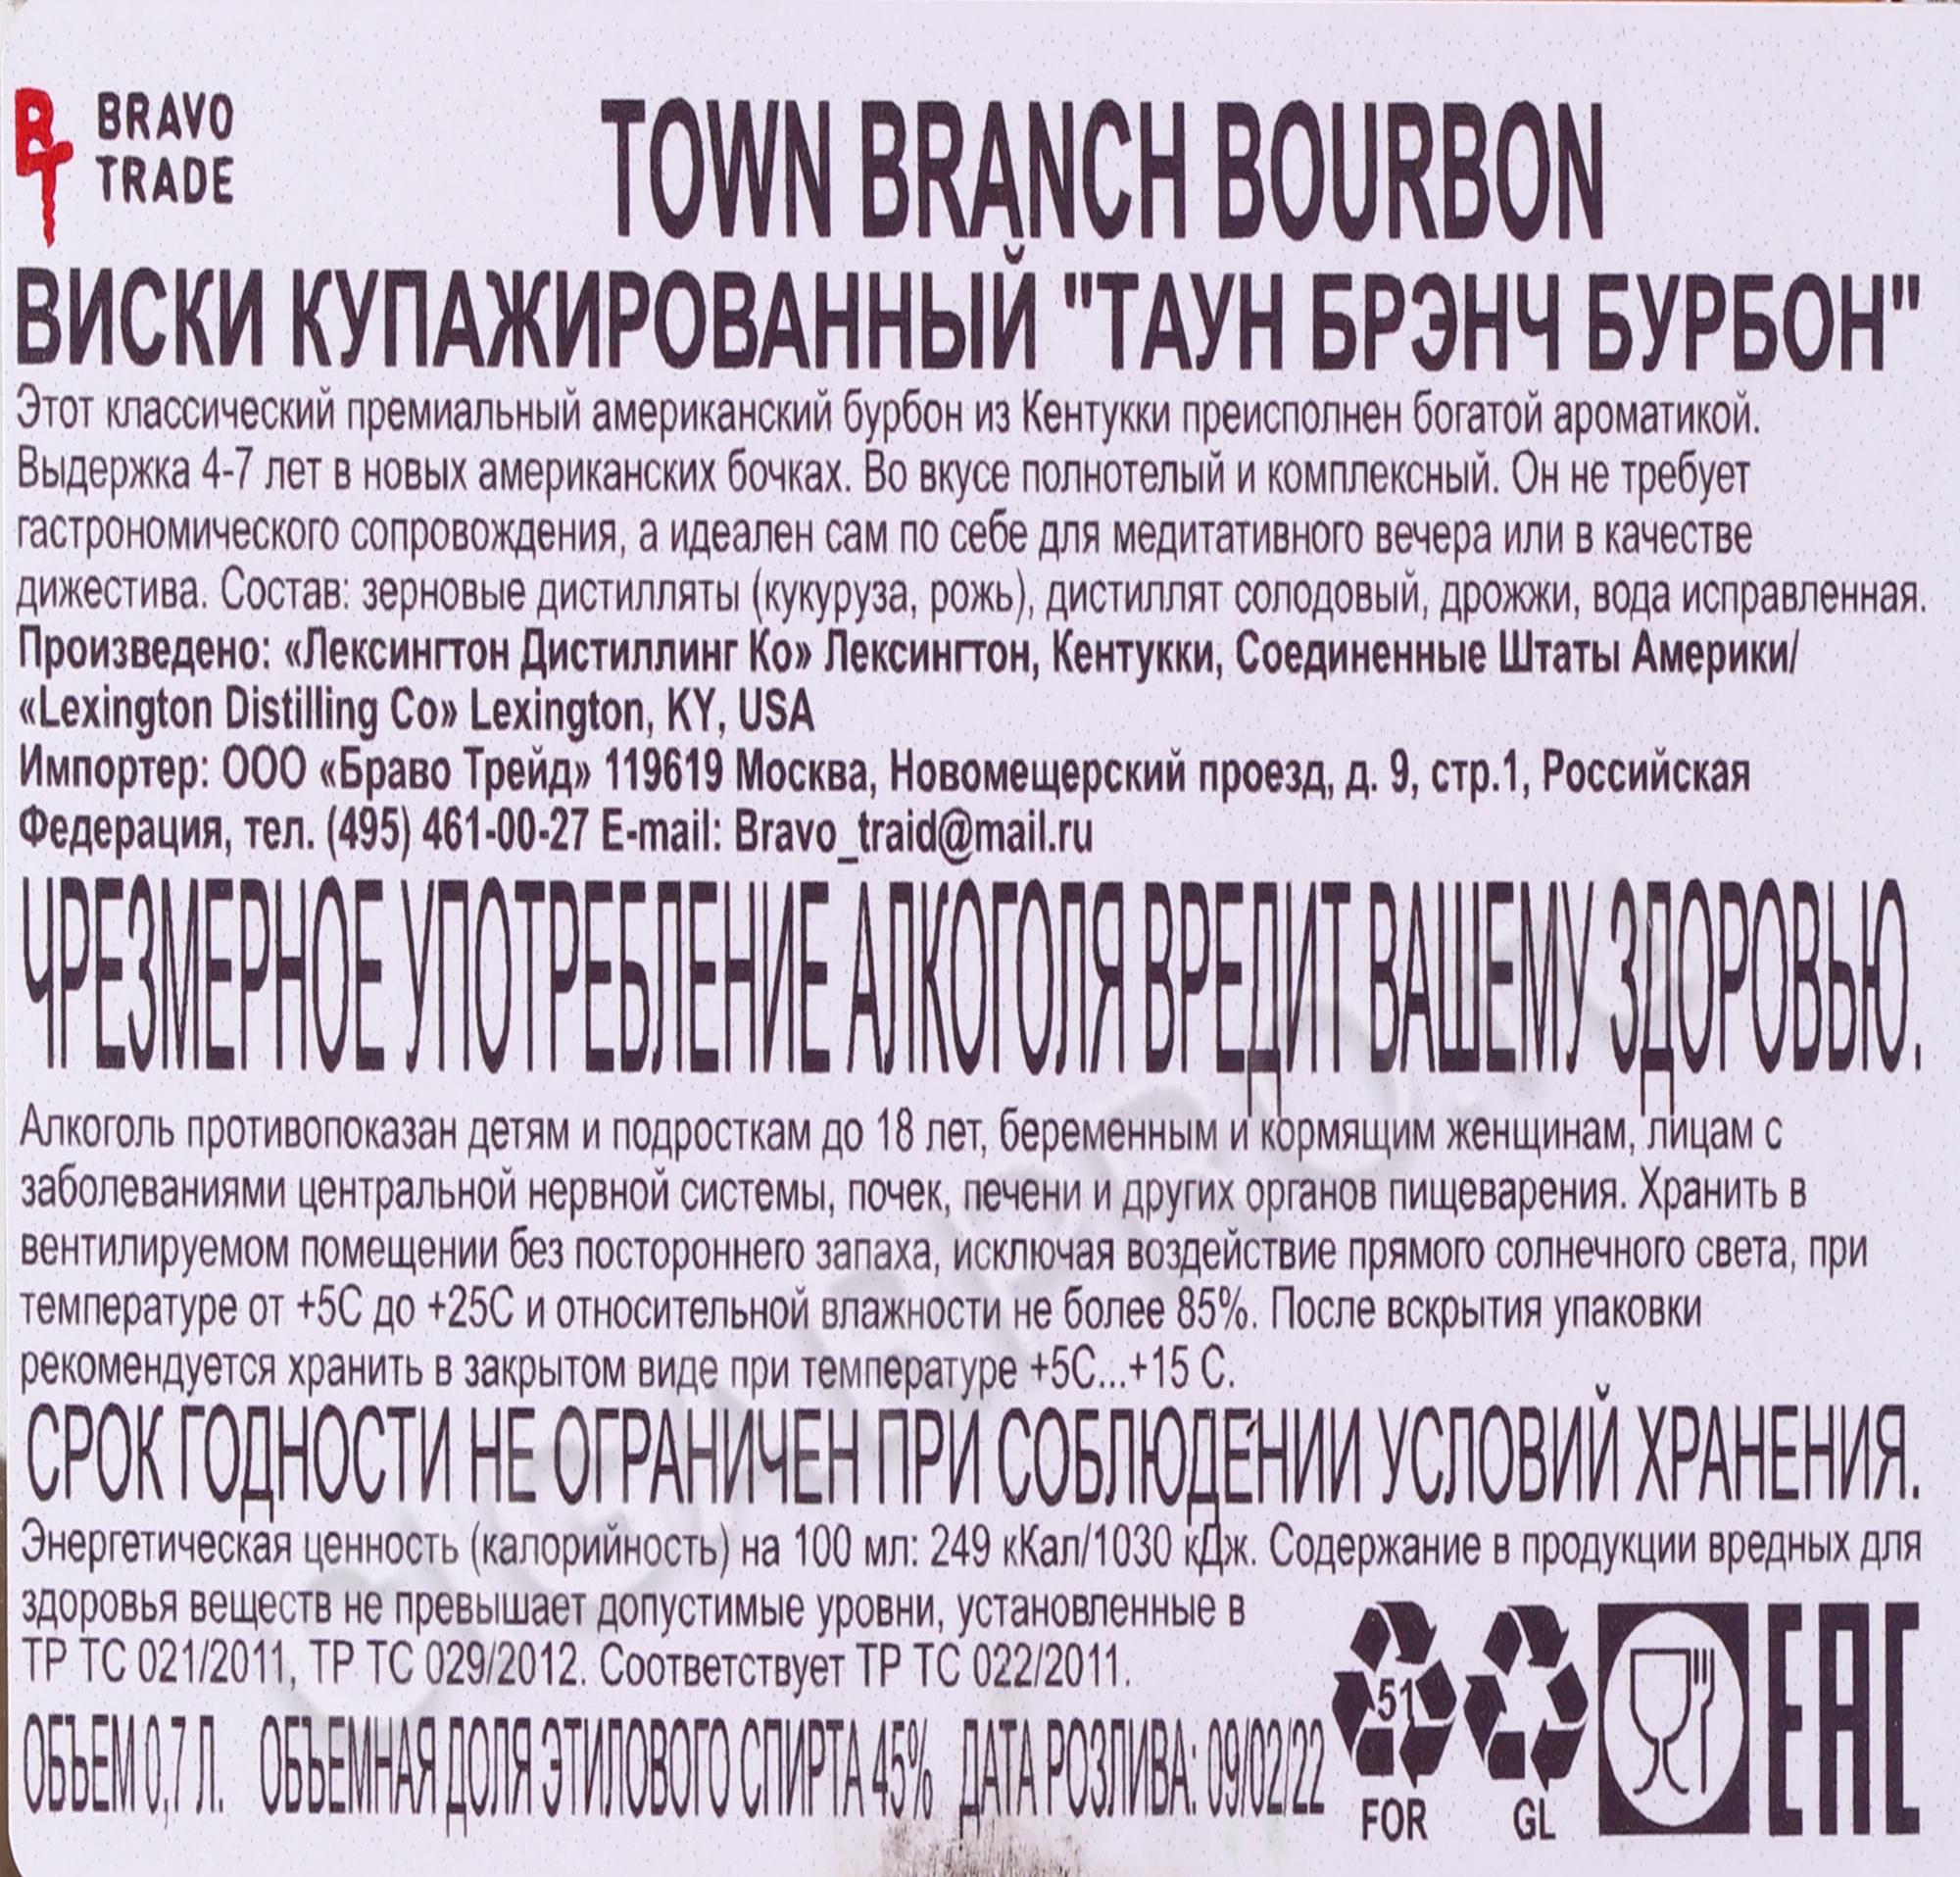 BRAVO
TRADE
TOWN BRANCH BOURBON
ВИСКИ КУПАЖИРОВАННЫЙ "ТАУН БРЭНЧ БУРБОН"
Этот классический премиальный американский бурбон из Кентукки преисполнен богатой ароматикой.
Выдержка 4-7 лет в новых американских бочках. Во вкусе полнотелый и комплексный. Он не требует
гастрономического сопровождения, а идеален сам по себе для медитативного вечера или в качестве
дижестива. Состав: зерновые дистилляты (кукуруза, рожь), дистиллят солодовый, дрожжи, вода исправленная.
Произведено: «Лексингтон Дистиллинг Ко» Лексингтон, Кентукки, Соединенные Штаты Америки/
«Lexington Distilling Co» Lexington, KY, USA
Импортер: ООО «Браво Трейд» 119619 Москва, Новомещерский проезд, д. 9, стр.1, Российская
Федерация, тел. (495) 461-00-27 E-mail: Bravo_traid@mail.ru
ЧРЕЗМЕРНОЕ УПОТРЕБЛЕНИЕ АЛКОГОЛЯ ВРЕДИТ ВАШЕМУ ЗДОРОВЬЮ.
Алкоголь противопоказан детям и подросткам до 18 лет, беременным и кормящим женщинам, лицам с
заболеваниями центральной нервной системы, почек, печени и других органов пищеварения. Хранить в
вентилируемом помещении без постороннего запаха, исключая воздействие прямого солнечного света, при
температуре от +5С до +25С и относительной влажности не более 85%. После вскрытия упаковки
рекомендуется хранить в закрытом виде при температуре +5С...+15 С.
СРОК ГОДНОСТИ НЕ ОГРАНИЧЕН ПРИ СОБЛЮДЕНИИ УСЛОВИЙ ХРАНЕНИЯ.
Энергетическая ценность (калорийность) на 100 мл: 249 кКал/1030 кДж. Содержание в продукции вредных для
здоровья веществ не превышает допустимые уровни, установленные в
ТР ТС 021/2011, ТР ТС 029/2012. Соответствует ТР ТС 022/2011.
ОБЪЕМ 0,7 Л. ОБЪЕМНАЯ ДОЛЯ ЭТИЛОВОГО СПИРТА 45% ДАТА РОЗЛИВА: 09/02/22
51
FOR GL
EAC
CIGARPRO.RU